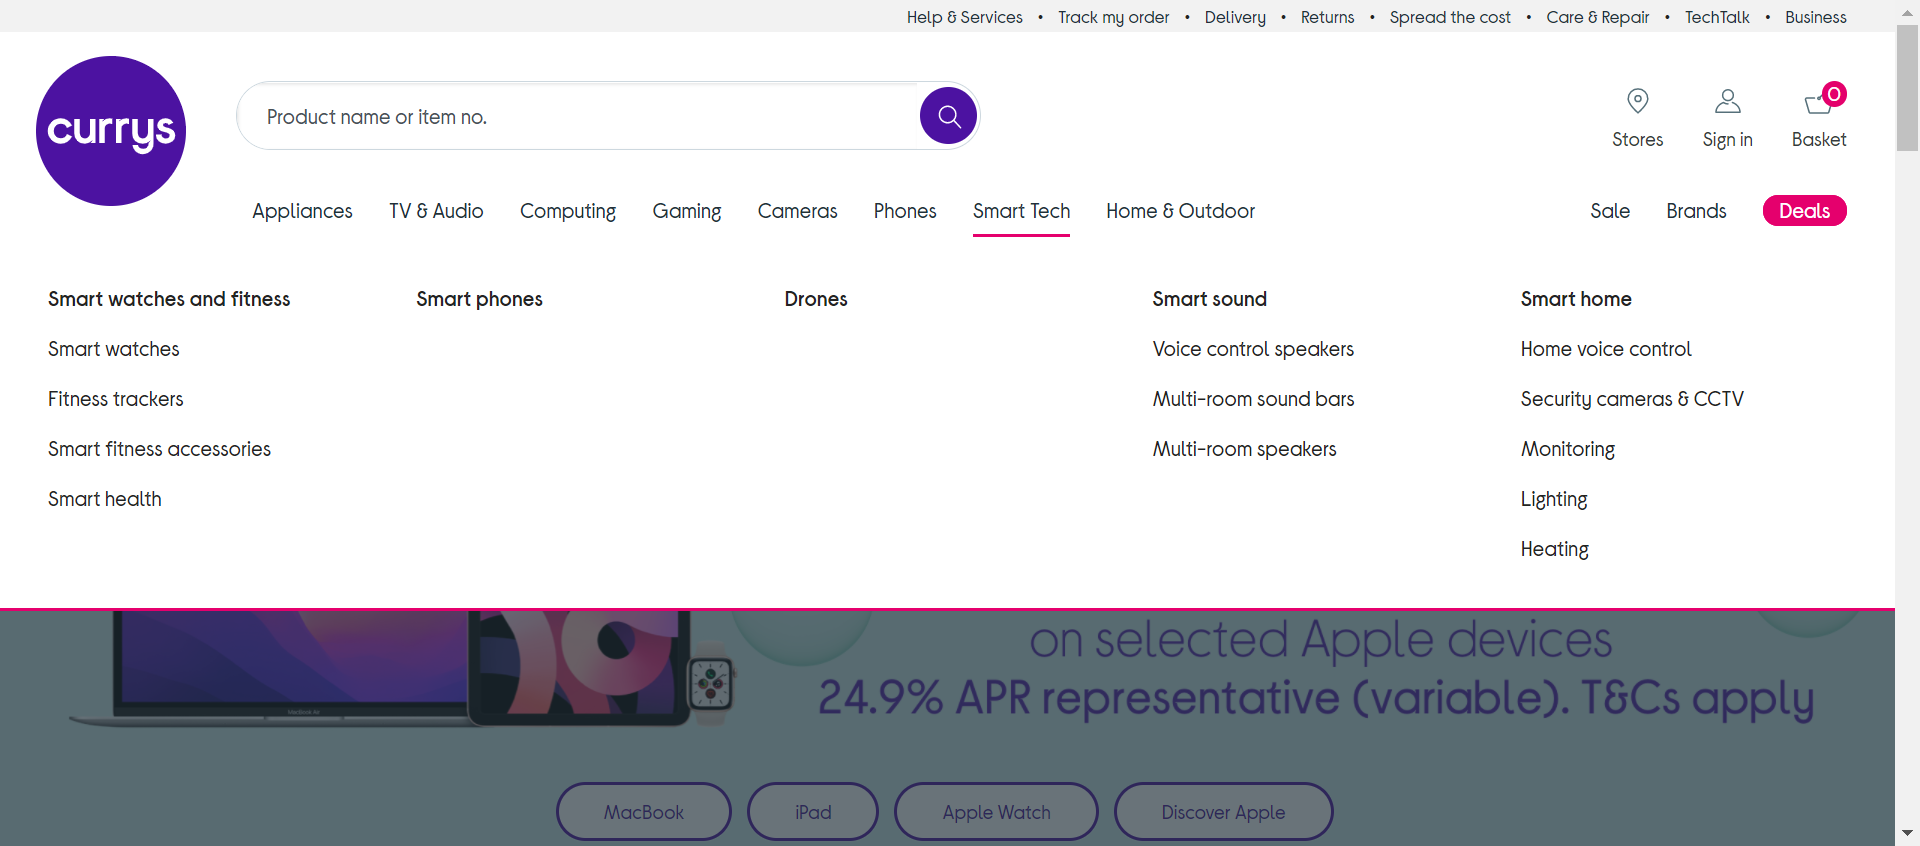 Help & Services • Track my order • Delivery • Returns • Spread the cost • Care & Repair • TechTalk • Business
currys
Product name or item no.
Stores
Sign in
0
Basket
Appliances
TV & Audio
Computing
Gaming
Cameras
Phones
Smart Tech
Home & Outdoor
Sale
Brands
Deals
Smart watches and fitness
Smart watches
Fitness trackers
Smart fitness accessories
Smart health
Smart phones
Drones
Smart sound
Voice control speakers
Multi-room sound bars
Multi-room speakers
Smart home
Home voice control
Security cameras & CCTV
Monitoring
Lighting
Heating
MacBook Air
on selected Apple devices
24.9% APR representative (variable). T&Cs apply
MacBook
iPad
Apple Watch
Discover Apple